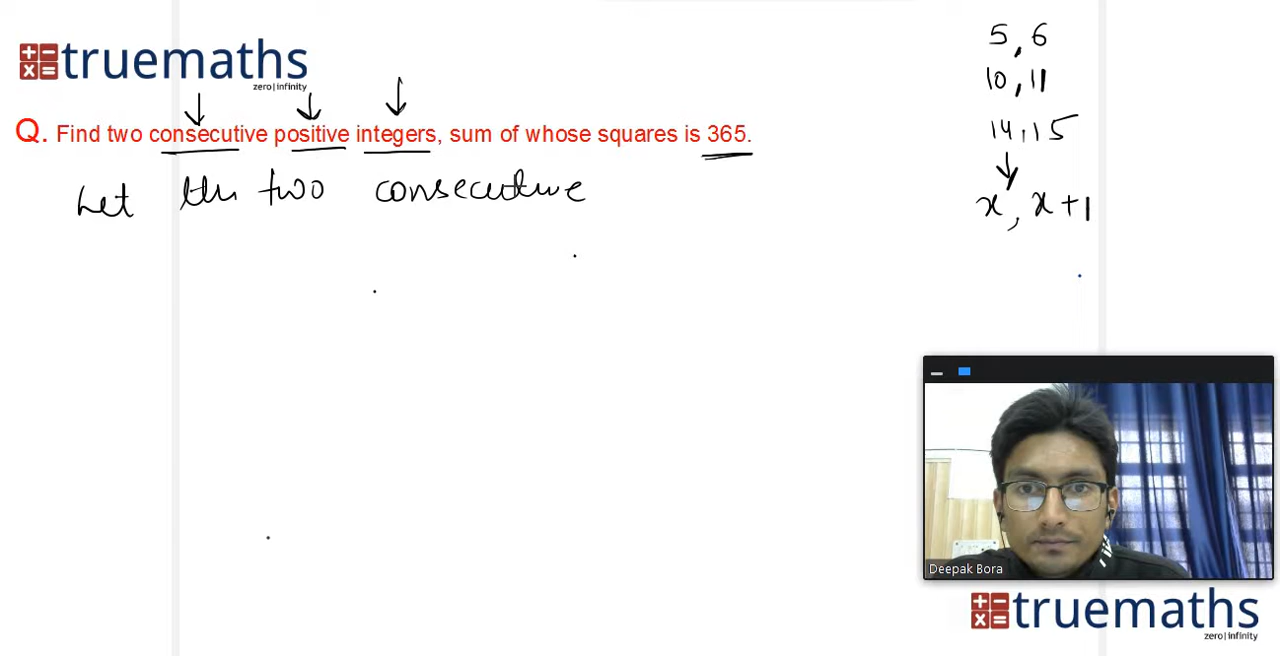 truemaths
zero|infinity
5, 6
10, 11
14, 15
x, x+1
Q. Find two consecutive positive integers, sum of whose squares is 365.
Let the two consecutive
Deepak Bora
truemaths
zero|infinity